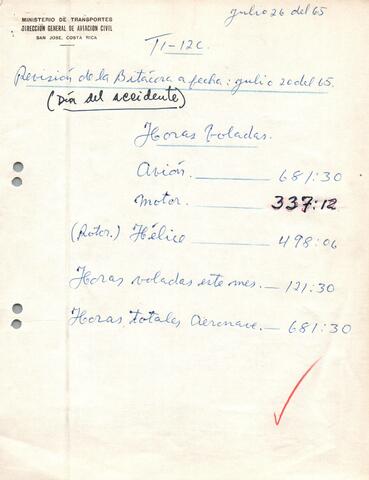 MINISTERIO DE TRANSPORTES
DIRECCIÓN GENERAL DE AVIACIÓN CIVIL
SAN JOSE, COSTA RICA
julio 26 del 65
TI-12C.
Revisión de la Bitácora a fecha: julio 20 del 65.
(Día del accidente)
Horas Voladas.
Avión. 681:30
Motor. 337:12
(Rotor.) Hélice 498:06
Horas voladas este mes. 121:30
Horas totales Aeronave. 681:30